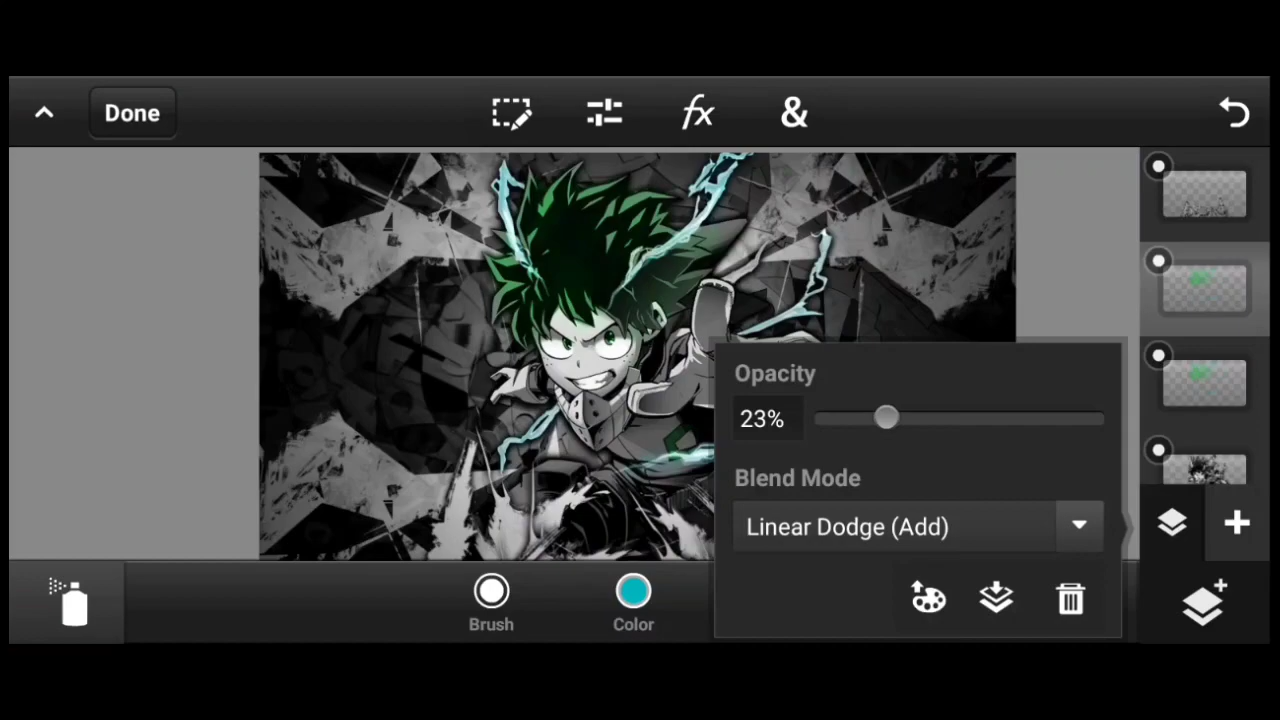 Done
fx
&
Opacity
23%
Blend Mode
Linear Dodge (Add)
Brush
Color